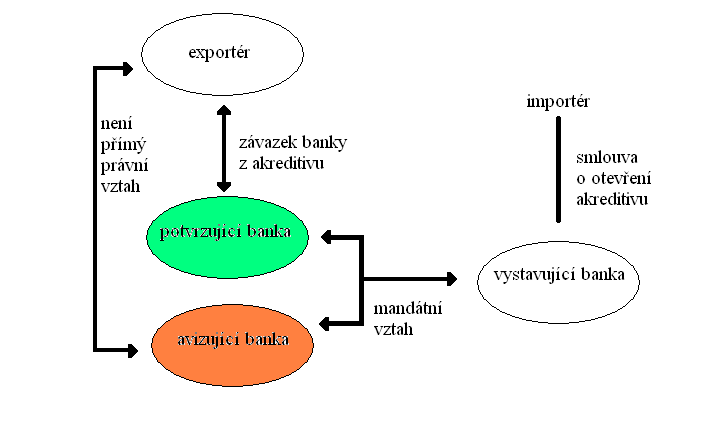 exportér
importér
není
přímý
právní
vztah
závazek banky
z akreditivu
smlouva
o otevření
akreditivu
potvrzující banka
vystavující banka
mandátní
vztah
avizující banka